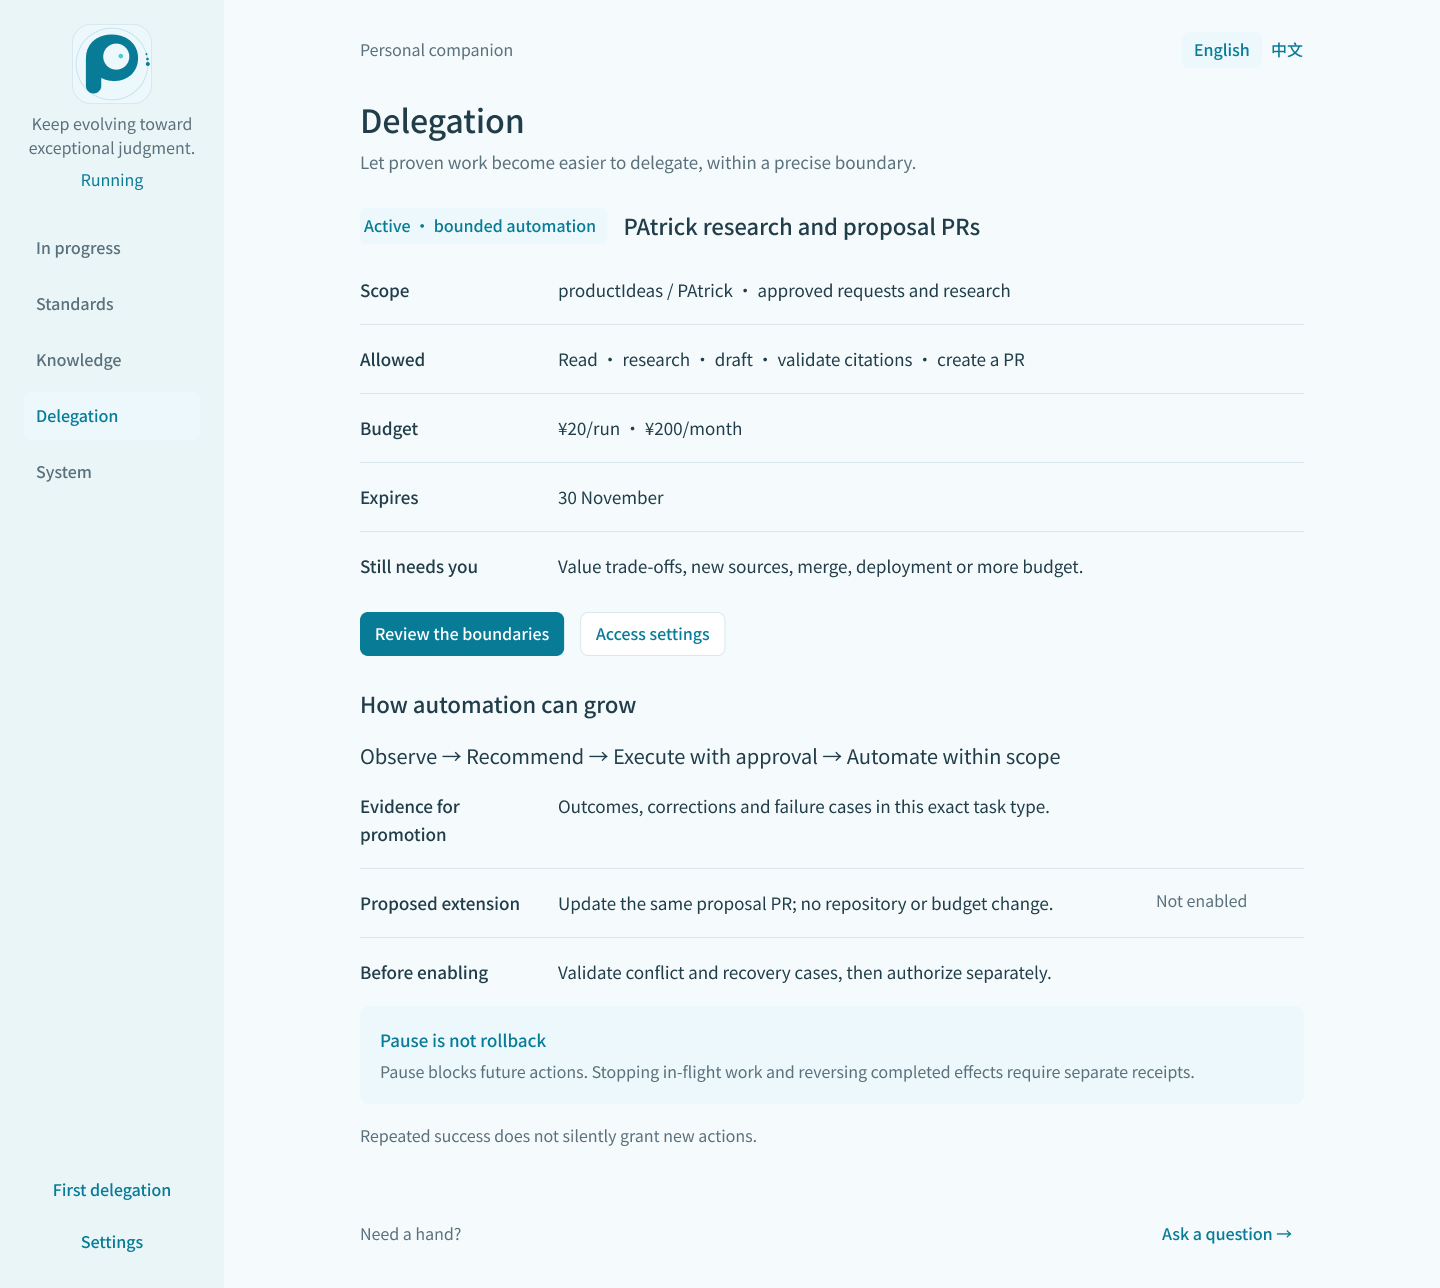 Keep evolving toward
exceptional judgment.
Running
In progress
Standards
Knowledge
Delegation
System
First delegation
Settings
Personal companion
English 中文
Delegation
Let proven work become easier to delegate, within a precise boundary.
Active · bounded automation PAtrick research and proposal PRs
Scope productIdeas / PAtrick · approved requests and research
Allowed Read · research · draft · validate citations · create a PR
Budget ¥20/run · ¥200/month
Expires 30 November
Still needs you Value trade-offs, new sources, merge, deployment or more budget.
Review the boundaries Access settings
How automation can grow
Observe → Recommend → Execute with approval → Automate within scope
Evidence for Outcomes, corrections and failure cases in this exact task type.
promotion
Proposed extension Update the same proposal PR; no repository or budget change. Not enabled
Before enabling Validate conflict and recovery cases, then authorize separately.
Pause is not rollback
Pause blocks future actions. Stopping in-flight work and reversing completed effects require separate receipts.
Repeated success does not silently grant new actions.
Need a hand? Ask a question →